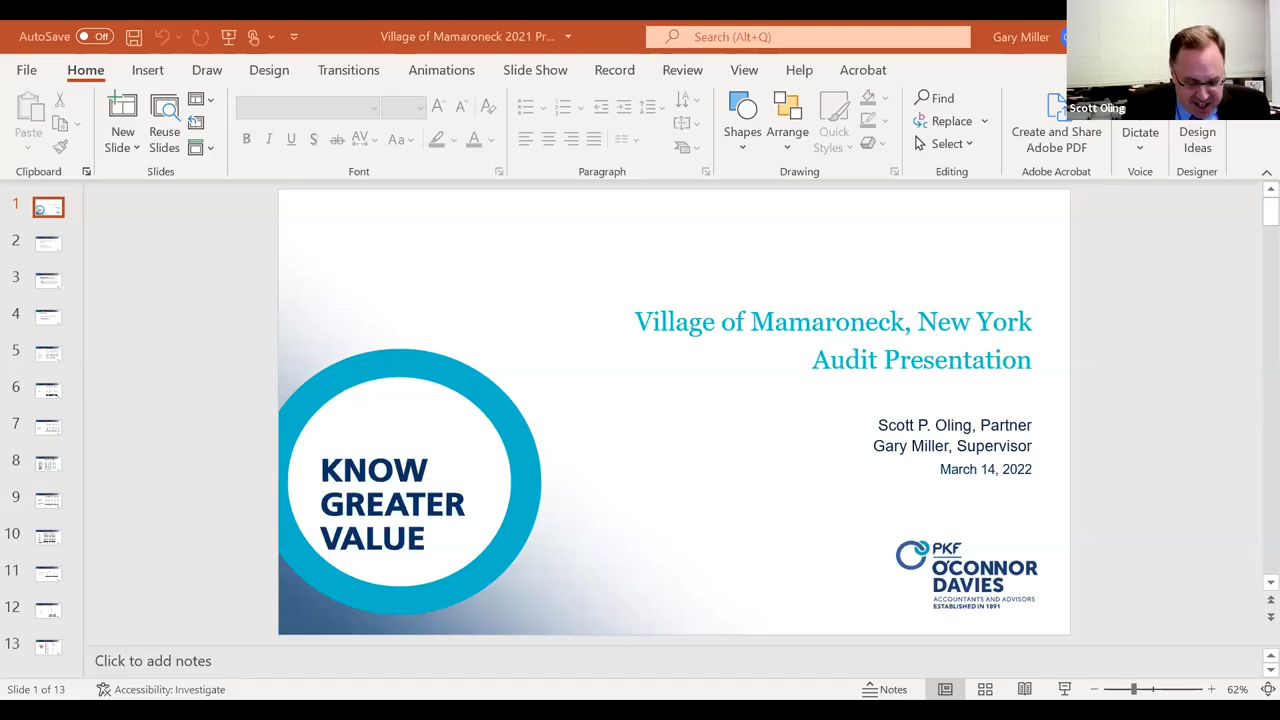 AutoSave Off
Village of Mamaroneck 2021 Pr...
Search (Alt+Q)
Gary Miller
Scott Oling
File Home Insert Draw Design Transitions Animations Slide Show Record Review View Help Acrobat
Paste
New
Slide
Reuse
Slides
B I U S ab AV Aa A
Shapes
Arrange
Quick
Styles
Find
Replace
Select
Create and Share
Adobe PDF
Dictate
Design
Ideas
Clipboard Slides Font Paragraph Drawing Editing Adobe Acrobat Voice Designer
1
2
3
4
5
6
7
8
9
10
11
12
13
Village of Mamaroneck, New York
Audit Presentation
Scott P. Oling, Partner
Gary Miller, Supervisor
March 14, 2022
KNOW
GREATER
VALUE
PKF
O'CONNOR
DAVIES
ACCOUNTANTS AND ADVISORS
ESTABLISHED IN 1891
Click to add notes
Slide 1 of 13 Accessibility: Investigate Notes 62%